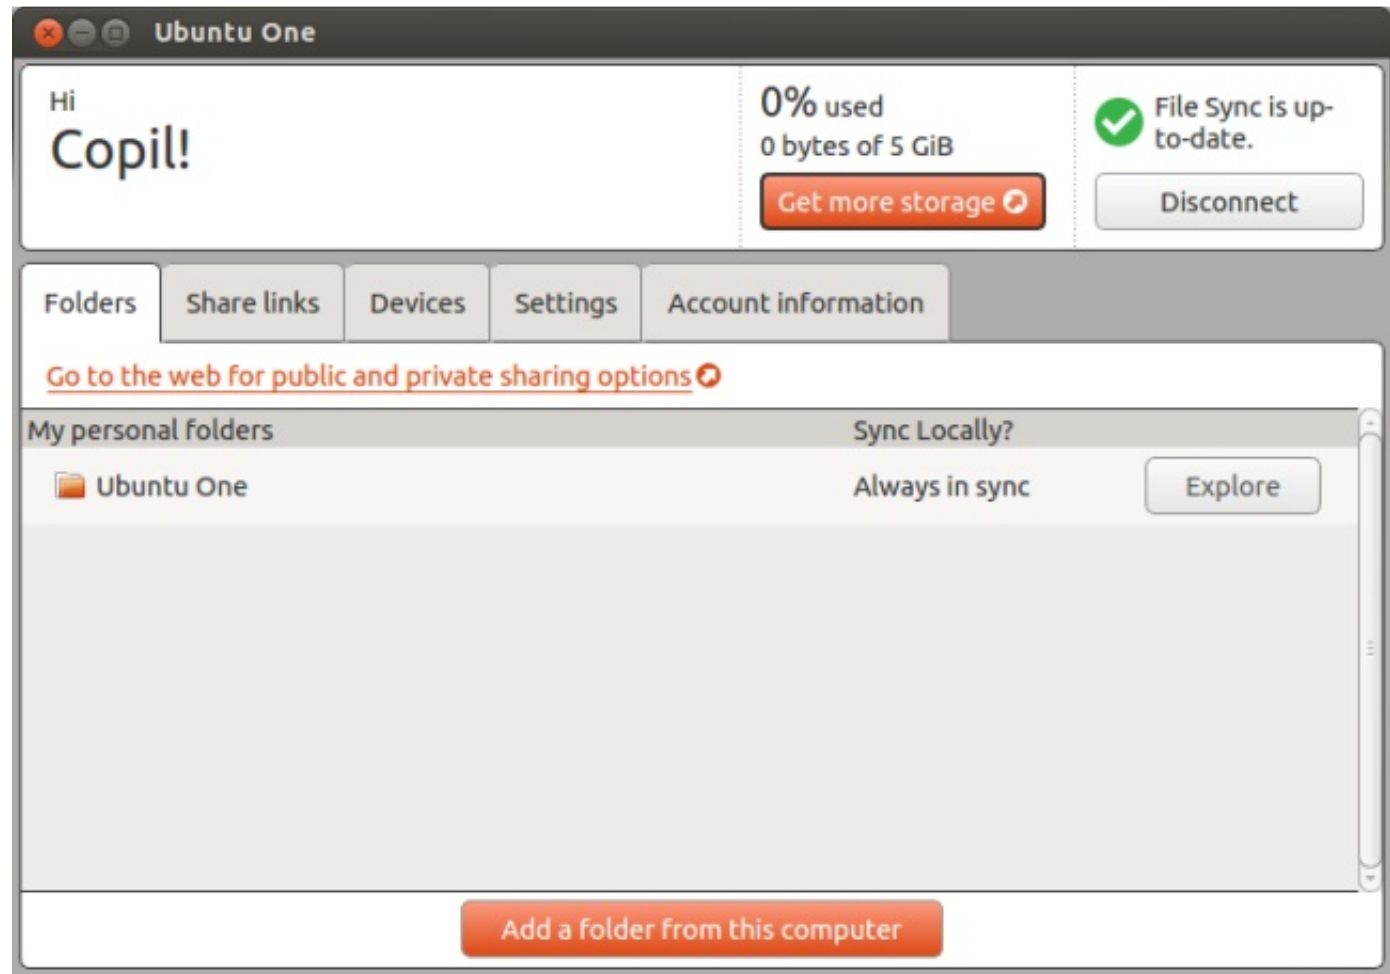 Ubuntu One
Hi
Copil!
0% used
0 bytes of 5 GiB
Get more storage
File Sync is up-
to-date.
Disconnect
Folders
Share links
Devices
Settings
Account information
Go to the web for public and private sharing options
My personal folders
Sync Locally?
Ubuntu One
Always in sync
Explore
Add a folder from this computer